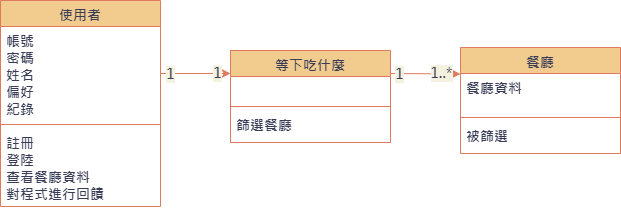 使用者
帳號
密碼
姓名
偏好
紀錄
註冊
登陸
查看餐廳資料
對程式進行回饋
1
1
等下吃什麼
篩選餐廳
1
1..*
餐廳
餐廳資料
被篩選